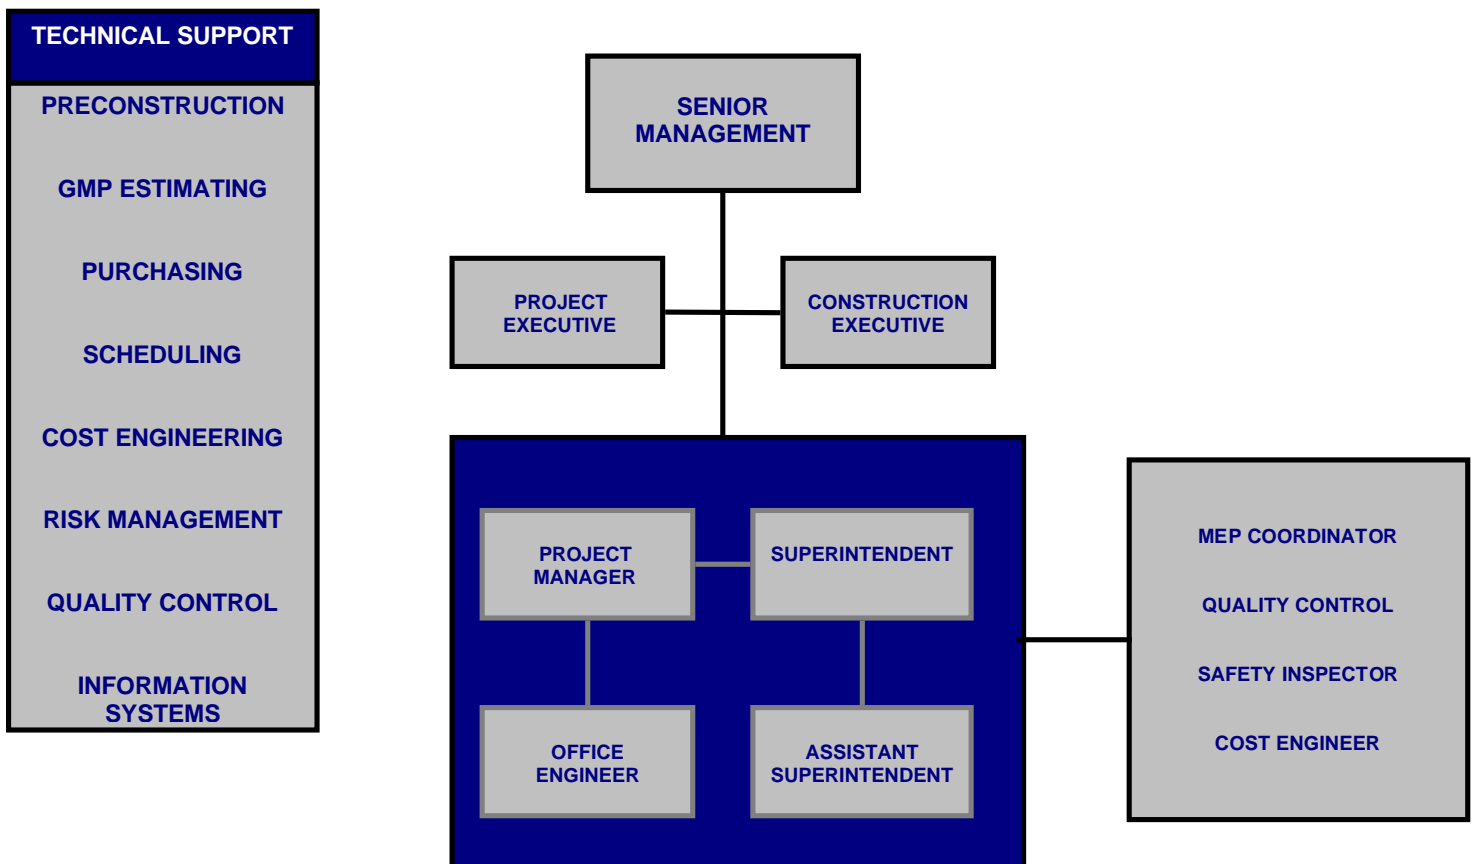 TECHNICAL SUPPORT
PRECONSTRUCTION
GMP ESTIMATING
PURCHASING
SCHEDULING
COST ENGINEERING
RISK MANAGEMENT
QUALITY CONTROL
INFORMATION
SYSTEMS
SENIOR
MANAGEMENT
PROJECT
EXECUTIVE
CONSTRUCTION
EXECUTIVE
PROJECT
MANAGER
SUPERINTENDENT
OFFICE
ENGINEER
ASSISTANT
SUPERINTENDENT
MEP COORDINATOR
QUALITY CONTROL
SAFETY INSPECTOR
COST ENGINEER